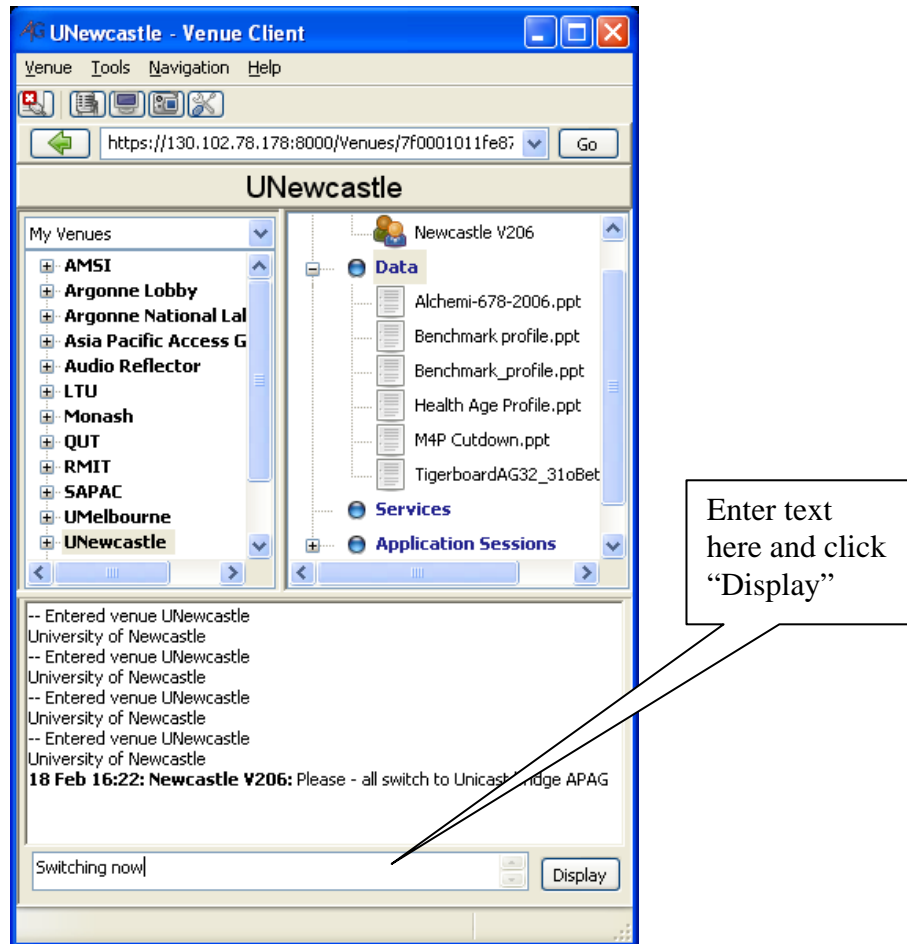 UNewcastle - Venue Client
Venue Tools Navigation Help
https://130.102.78.178:8000/Venues/7f0001011fe87
Go
UNewcastle
My Venues
AMSI
Argonne Lobby
Argonne National Lal
Asia Pacific Access G
Audio Reflector
LTU
Monash
QUT
RMIT
SAPAC
UMelbourne
UNewcastle
Newcastle V206
Data
Alchemi-678-2006.ppt
Benchmark profile.ppt
Benchmark_profile.ppt
Health Age Profile.ppt
M4P Cutdown.ppt
TigerboardAG32_31oBet
Services
Application Sessions
Enter text
here and click
“Display”
-- Entered venue UNewcastle
University of Newcastle
-- Entered venue UNewcastle
University of Newcastle
-- Entered venue UNewcastle
University of Newcastle
-- Entered venue UNewcastle
University of Newcastle
18 Feb 16:22: Newcastle V206: Please - all switch to Unicast bridge APAG
Switching now
Display